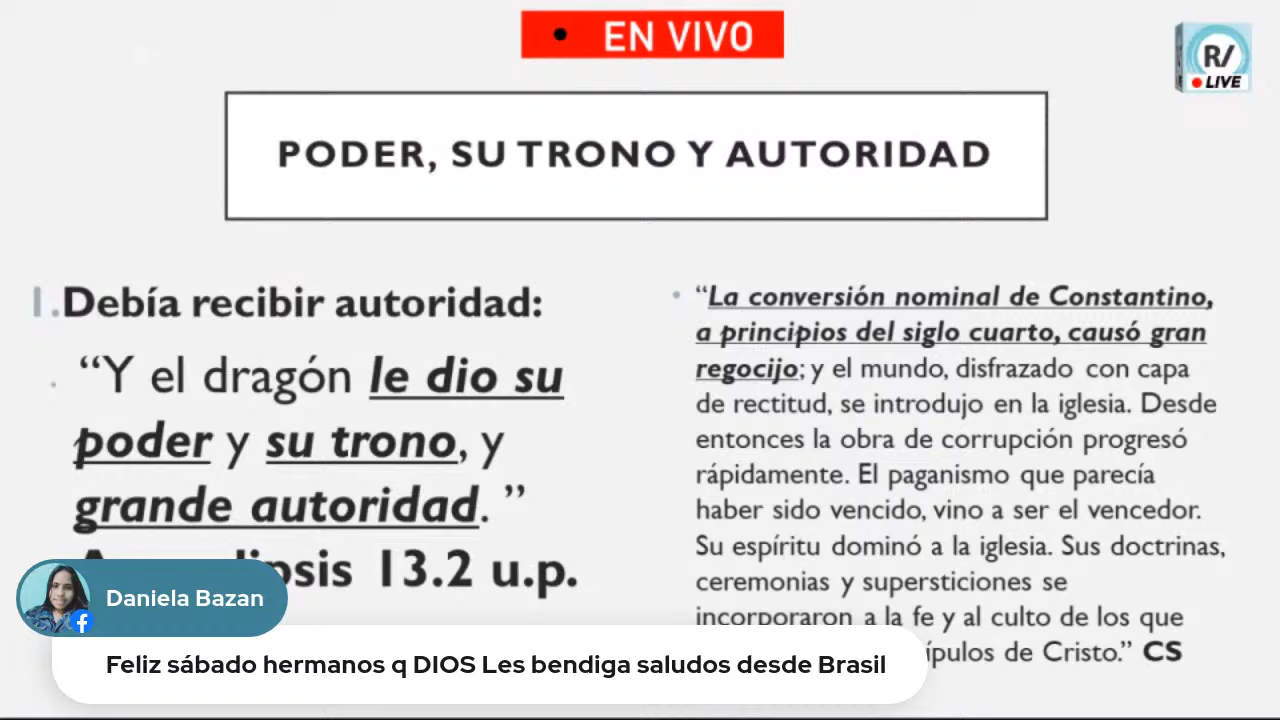 • EN VIVO
R/
LIVE
PODER, SU TRONO Y AUTORIDAD
1. Debía recibir autoridad:
“Y el dragón le dio su
poder y su trono, y
grande autoridad. ”
13.2 u.p.
• “La conversión nominal de Constantino,
a principios del siglo cuarto, causó gran
regocijo; y el mundo, disfrazado con capa
de rectitud, se introdujo en la iglesia. Desde
entonces la obra de corrupción progresó
rápidamente. El paganismo que parecía
haber sido vencido, vino a ser el vencedor.
Su espíritu dominó a la iglesia. Sus doctrinas,
ceremonias y supersticiones se
incorporaron a la fe y al culto de los que
de Cristo.” CS
Daniela Bazan
Feliz sábado hermanos q DIOS Les bendiga saludos desde Brasil